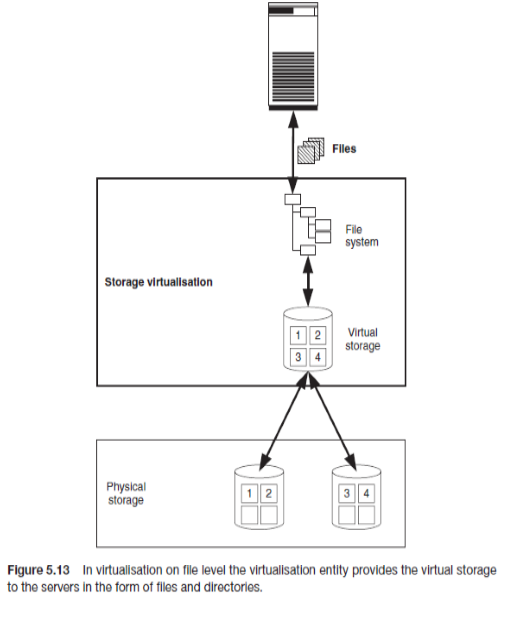 Files
File
system
Storage virtualisation
1 2
3 4
Virtual
storage
Physical
storage
1 2
3 4
Figure 5.13 In virtualisation on file level the virtualisation entity provides the virtual storage
to the servers in the form of files and directories.